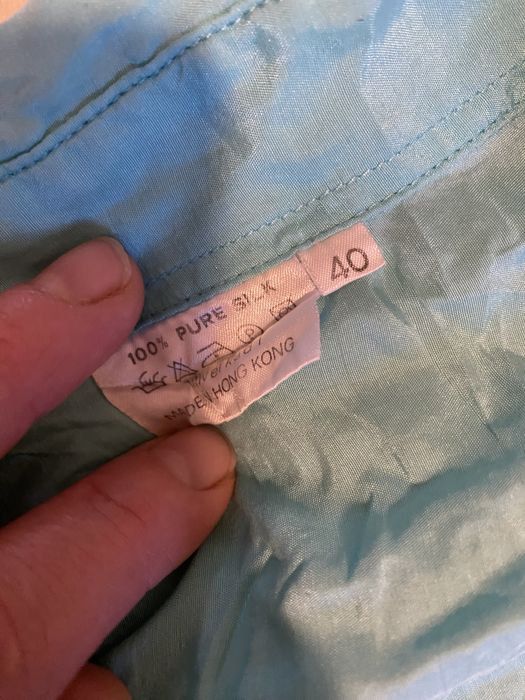 40
100% PURE SILK
P
MADE IN HONG KONG